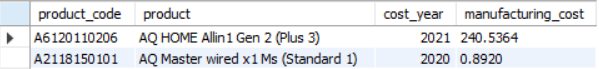 product_code product cost_year manufacturing_cost
A6120110206 AQ HOME Allin1 Gen 2 (Plus 3) 2021 240.5364
A2118150101 AQ Master wired x1 Ms (Standard 1) 2020 0.8920